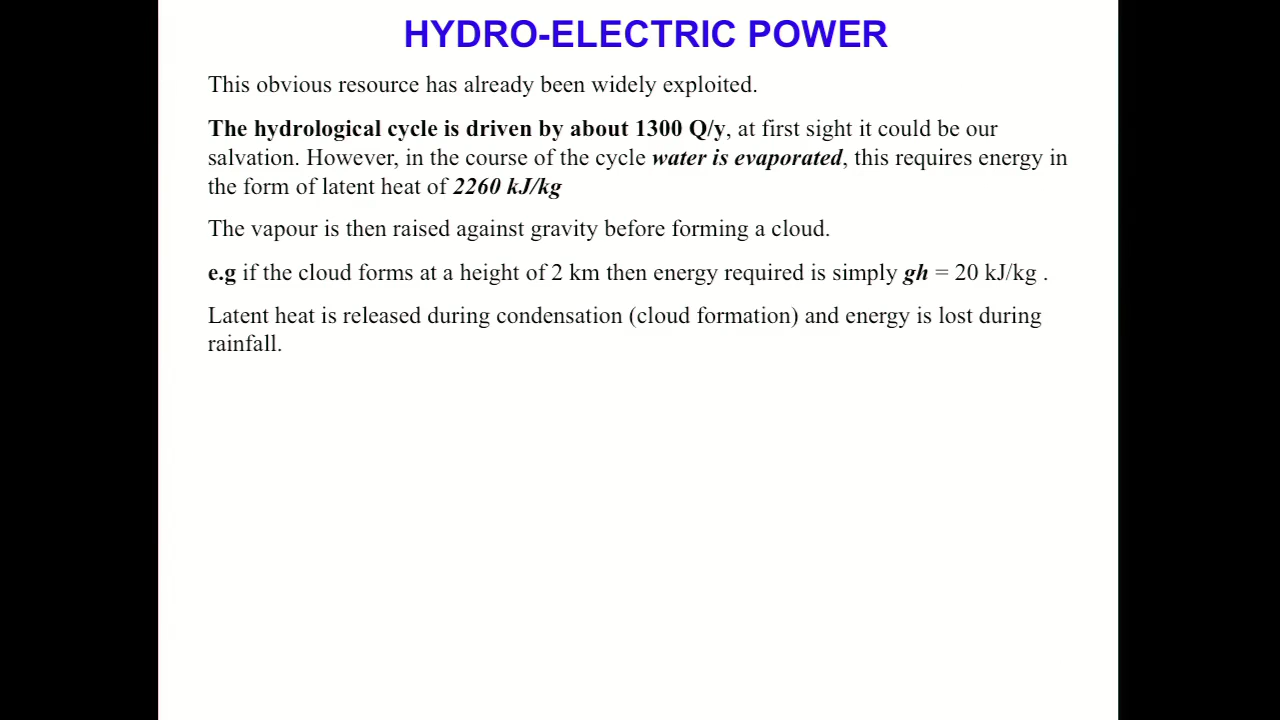 HYDRO-ELECTRIC POWER
This obvious resource has already been widely exploited.
The hydrological cycle is driven by about 1300 Q/y, at first sight it could be our
salvation. However, in the course of the cycle water is evaporated, this requires energy in
the form of latent heat of 2260 kJ/kg
The vapour is then raised against gravity before forming a cloud.
e.g if the cloud forms at a height of 2 km then energy required is simply gh = 20 kJ/kg .
Latent heat is released during condensation (cloud formation) and energy is lost during
rainfall.